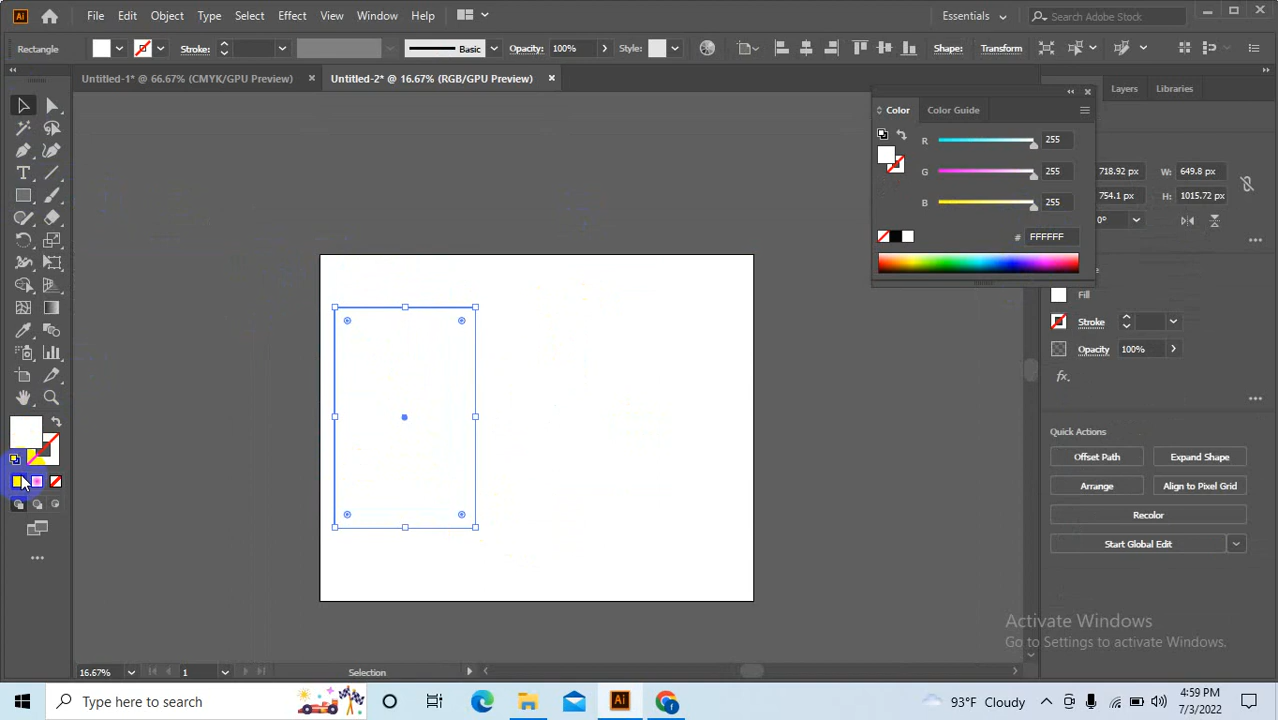 Ai File Edit Object Type Select Effect View Window Help Essentials Search Adobe Stock
Rectangle Stroke: Basic Opacity: 100% Style: Shape: Transform
Untitled-1* @ 66.67% (CMYK/GPU Preview) Untitled-2* @ 16.67% (RGB/GPU Preview) Layers Libraries
Color Color Guide
R 255
G 255
B 255
# FFFFFF
718.92 px W: 649.8 px
754.1 px H: 1015.72 px
0°
Fill
Stroke
Opacity 100%
fx
Quick Actions
Offset Path Expand Shape
Arrange Align to Pixel Grid
Recolor
Start Global Edit
Activate Windows
Go to Settings to activate Windows.
16.67% 1 Selection
Type here to search Ai 93°F Cloudy 4:59 PM
7/3/2022